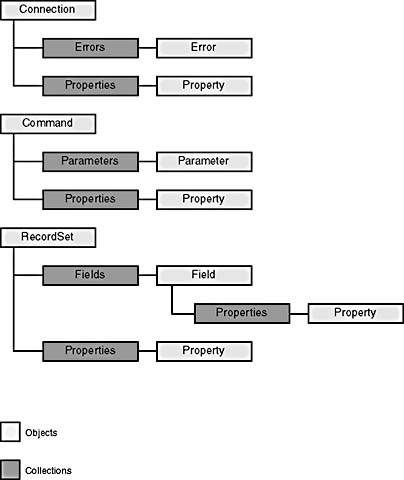 Connection
Errors Error
Properties Property
Command
Parameters Parameter
Properties Property
RecordSet
Fields Field
Properties Property
Properties Property
Objects
Collections